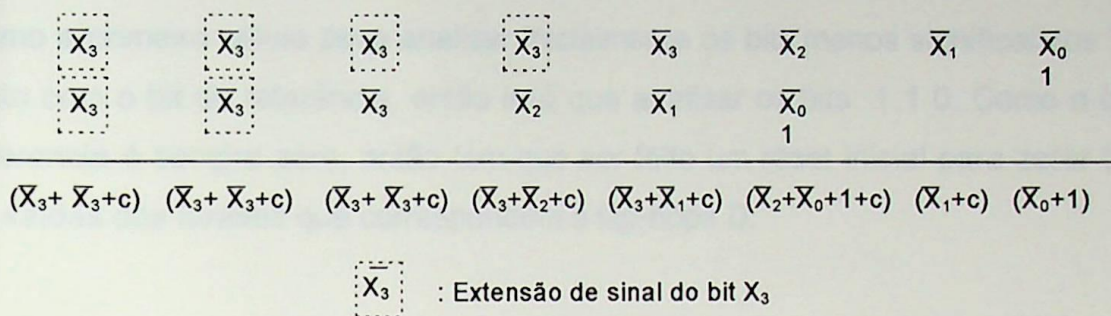 X̅₃ X̅₃ X̅₃ X̅₃ X̅₃ X̅₂ X̅₁ X̅₀
1
X̅₃ X̅₃ X̅₃ X̅₂ X̅₁ X̅₀
1
(X̅₃+ X̅₃+c) (X̅₃+ X̅₃+c) (X̅₃+ X̅₃+c) (X̅₃+X̅₂+c) (X̅₃+X̅₁+c) (X̅₂+X̅₀+1+c) (X̅₁+c) (X̅₀+1)
X̅₃ : Extensão de sinal do bit X₃